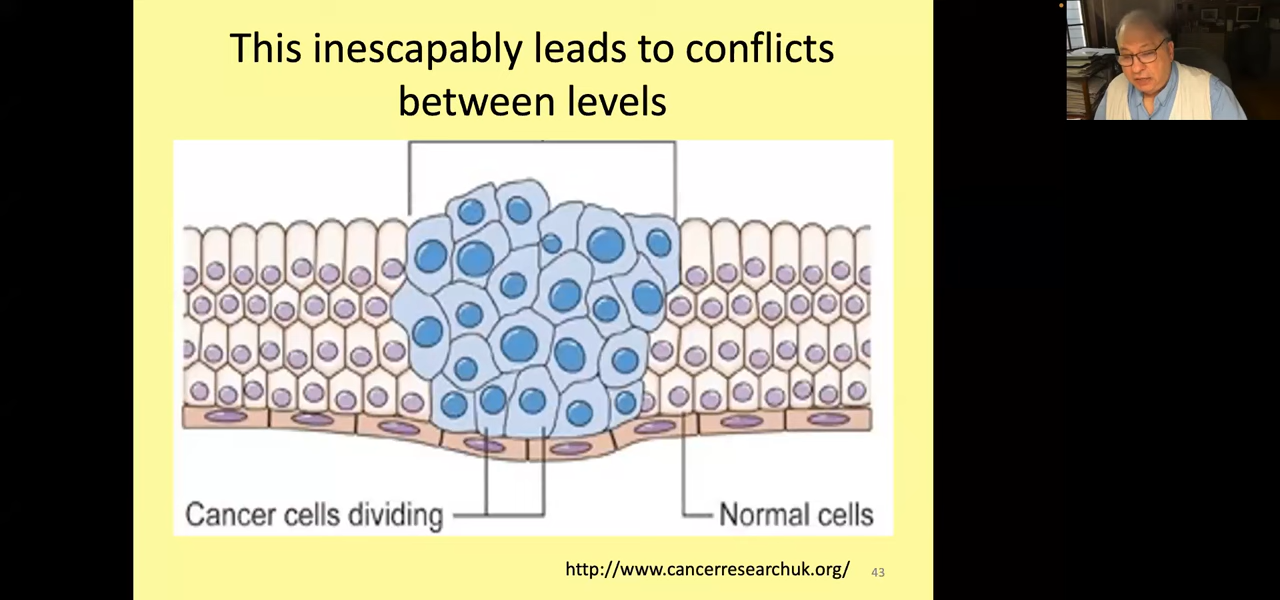 This inescapably leads to conflicts
between levels
Cancer cells dividing
Normal cells
http://www.cancerresearchuk.org/
43